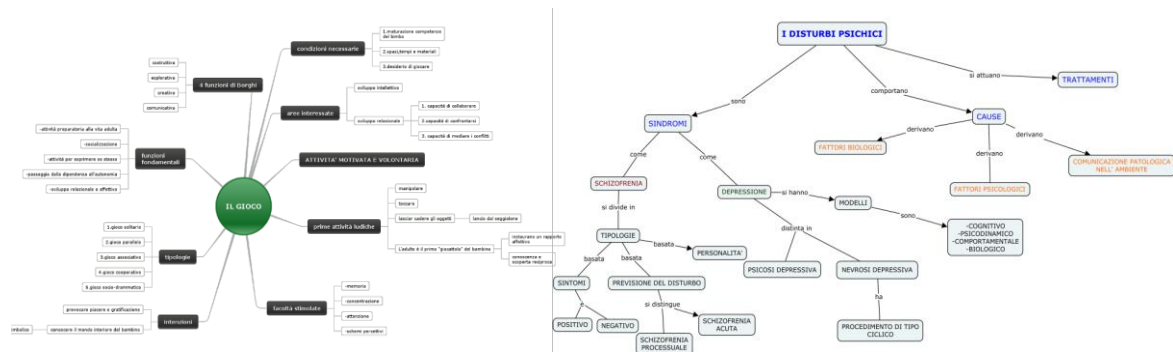 IL GIOCO
condizioni necessarie
1.maturazione competenze
del bimbo
2.spazi,tempi e materiali
3.desiderio di giocare
aree interessate
sviluppo intellettivo
sviluppo relazionale
1. capacità di collaborare
2.capacità di confrontarsi
3. capacità di mediare i conflitti
ATTIVITA' MOTIVATA E VOLONTARIA
prime attività ludiche
manipolare
toccare
lasciar cadere gli oggetti
lancio dal seggiolone
L'adulto è il primo "giocattolo" del bambino
instaurano un rapporto
affettivo
conoscenza e
scoperta reciproca
facoltà stimolate
-memoria
-concentrazione
-attenzione
-schemi percettivi
4 funzioni di Borghi
costruttiva
esplorativa
creativa
comunicativa
funzioni
fondamentali
-attività preparatoria alla vita adulta
-socializzazione
-attività per esprimere se stesso
-passaggio dalla dipendenza all'autonomia
-sviluppo relazionale e affettivo
tipologie
1.gioco solitario
2.gioco parallelo
3.gioco associativo
4.gioco cooperativo
5.gioco socio-drammatico
intenzioni
provocare piacere e gratificazione
conoscere il mondo interiore del bambino
I DISTURBI PSICHICI
sono
comportano
si attuano
TRATTAMENTI
SINDROMI
CAUSE
derivano
derivano
derivano
FATTORI BIOLOGICI
FATTORI PSICOLOGICI
COMUNICAZIONE PATOLOGICA
NELL' AMBIENTE
come
come
SCHIZOFRENIA
DEPRESSIONE
si hanno
MODELLI
sono
-COGNITIVO
-PSICODINAMICO
-COMPORTAMENTALE
-BIOLOGICO
si divide in
TIPOLOGIE
basata
PERSONALITA'
basata
basata
SINTOMI
PREVISIONE DEL DISTURBO
e
POSITIVO
NEGATIVO
si distingue
SCHIZOFRENIA
PROCESSUALE
SCHIZOFRENIA
ACUTA
distinta in
PSICOSI DEPRESSIVA
NEVROSI DEPRESSIVA
ha
PROCEDIMENTO DI TIPO
CICLICO